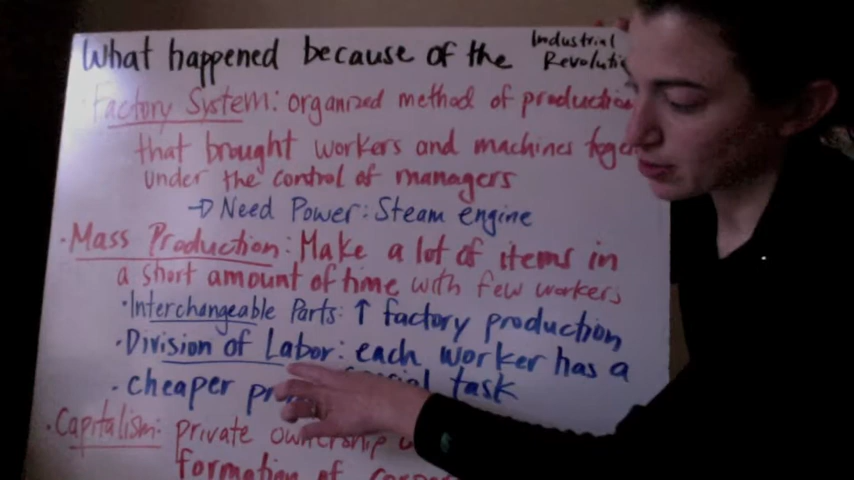 What happened because of the Industrial
Factory System: organized method of production
that brought workers and machines
under the control of managers
→ Need Power: Steam engine
· Mass Production: Make a lot of items in
a short amount of time with few workers
· Interchangeable Parts: ↑ factory production
· Division of Labor: each worker has a
task
· cheaper
· Capitalism: private ownership
formation of